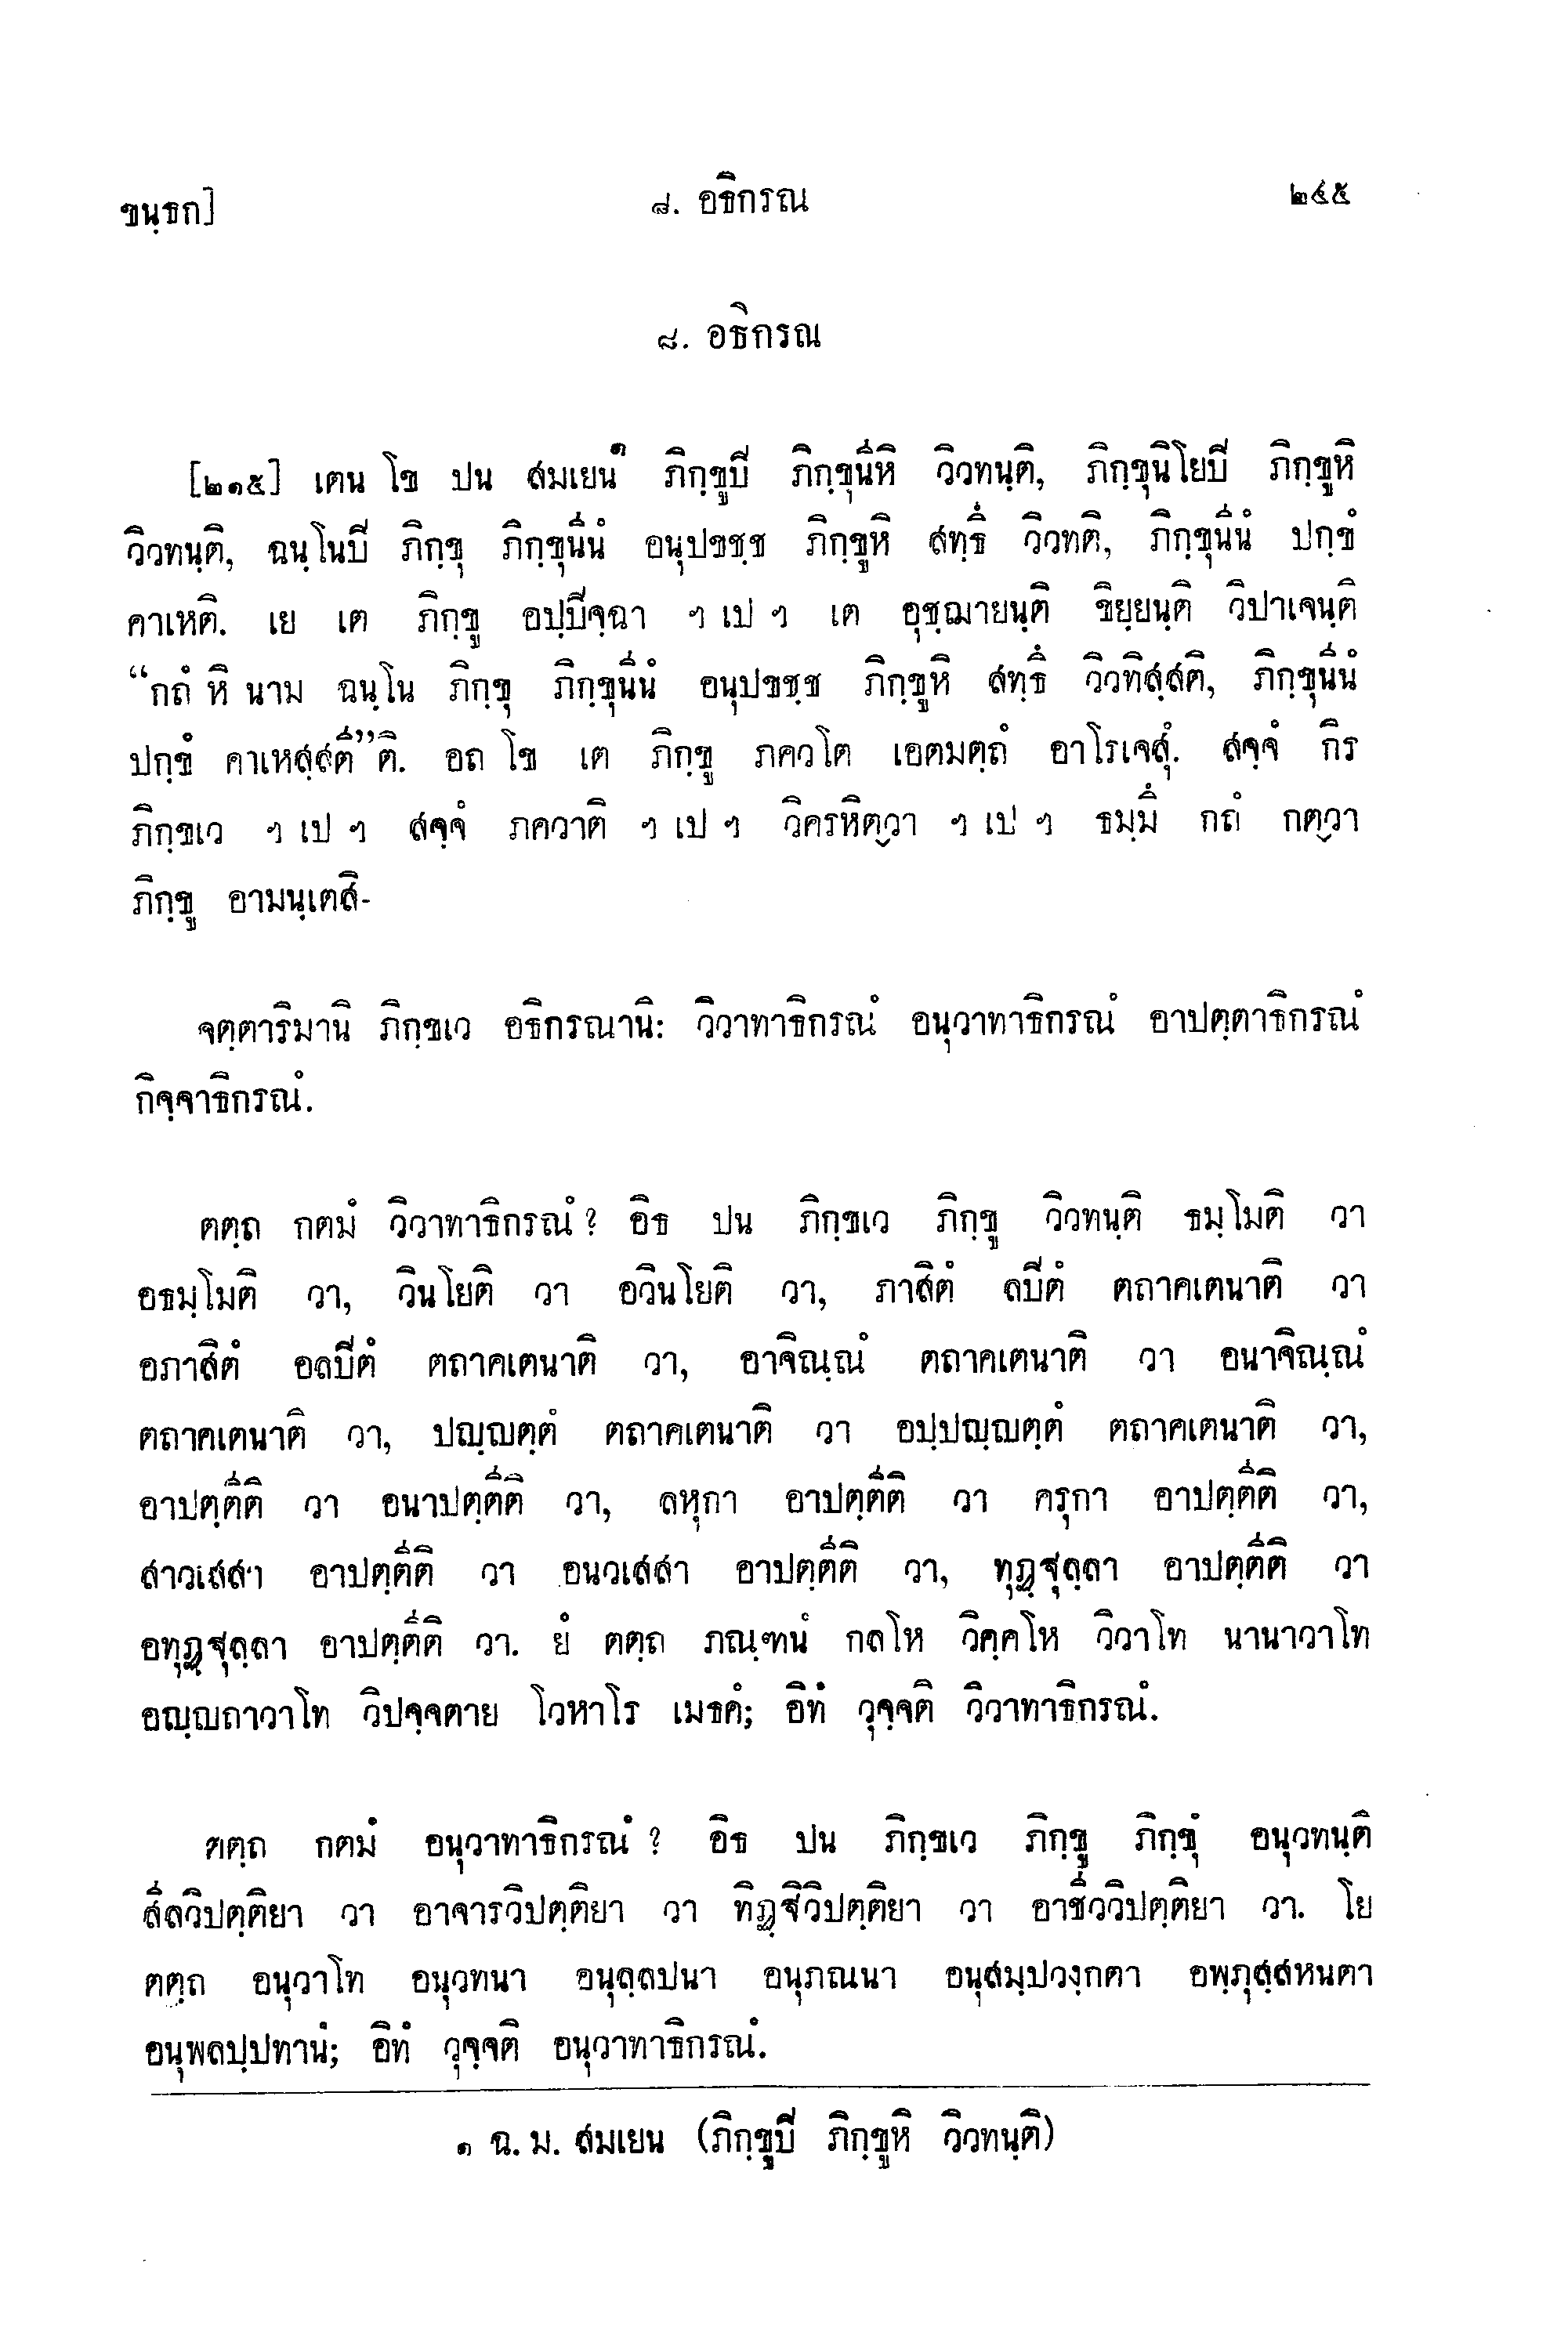 ขนฺธก]
๘. อธิกรณ
๒๔๕
๘. อธิกรณ
[๒๑๕] เตน โข ปน สมเยน๑ ภิกฺขูปิ ภิกฺขุนีหิ วิวทนฺติ, ภิกฺขุนิโยปิ ภิกฺขูหิ
วิวทนฺติ, ฉนฺโนปิ ภิกฺขุ ภิกฺขุนีนํ อนุปขชฺช ภิกฺขูหิ สทฺธึ วิวทติ, ภิกฺขุนีนํ ปกฺขํ
คาเหติ. เย เต ภิกฺขู อปฺปิจฺฉา ฯ เป ฯ เต อุชฺฌายนฺติ ขิยฺยนฺติ วิปาเจนฺติ
“กถํ หิ นาม ฉนฺโน ภิกฺขุ ภิกฺขุนีนํ อนุปขชฺช ภิกฺขูหิ สทฺธึ วิวทิสฺสติ, ภิกฺขุนีนํ
ปกฺขํ คาเหสฺสตี”ติ. อถ โข เต ภิกฺขู ภควโต เอตมตฺถํ อาโรเจสุํ. สจฺจํ กิร
ภิกฺขเว ฯ เป ฯ สจฺจํ ภควาติ ฯ เป ฯ วิครหิตฺวา ฯ เป ฯ ธมฺมึ กถํ กตฺวา
ภิกฺขู อามนฺเตสิ-
จตฺตาริมานิ ภิกฺขเว อธิกรณานิ: วิวาทาธิกรณํ อนุวาทาธิกรณํ อาปตฺตาธิกรณํ
กิจฺจาธิกรณํ.
ตตฺถ กตมํ วิวาทาธิกรณํ? อิธ ปน ภิกฺขเว ภิกฺขู วิวทนฺติ ธมฺโมติ วา
อธมฺโมติ วา, วินโยติ วา อวินโยติ วา, ภาสิตํ ลปิตํ ตถาคเตนาติ วา
อภาสิตํ อลปิตํ ตถาคเตนาติ วา, อาจิณฺณํ ตถาคเตนาติ วา อนาจิณฺณํ
ตถาคเตนาติ วา, ปญฺญตฺตํ ตถาคเตนาติ วา อปฺปญฺญตฺตํ ตถาคเตนาติ วา,
อาปตฺตีติ วา อนาปตฺตีติ วา, ลหุกา อาปตฺตีติ วา ครุกา อาปตฺตีติ วา,
สาวเสสา อาปตฺตีติ วา อนวเสสา อาปตฺตีติ วา, ทุฏฺฐุลฺลา อาปตฺตีติ วา
อทุฏฺฐุลฺลา อาปตฺตีติ วา. ยํ ตตฺถ ภณฺฑนํ กลโห วิคฺคโห วิวาโท นานาวาโท
อญฺญถาวาโท วิปจฺจตาย โวหาโร เมธคํ; อิทํ วุจฺจติ วิวาทาธิกรณํ.
ตตฺถ กตมํ อนุวาทาธิกรณํ? อิธ ปน ภิกฺขเว ภิกฺขู ภิกฺขุํ อนุวทนฺติ
สีลวิปตฺติยา วา อาจารวิปตฺติยา วา ทิฏฺฐิวิปตฺติยา วา อาชีววิปตฺติยา วา. โย
ตตฺถ อนุวาโท อนุวทนา อนุลฺลปนา อนุภณนา อนุสมฺปวงฺกตา อพฺภุสฺสหนตา
อนุพลปฺปทานํ; อิทํ วุจฺจติ อนุวาทาธิกรณํ.
๑ ฉ. ม. สมเยน (ภิกฺขูปิ ภิกฺขูหิ วิวทนฺติ)